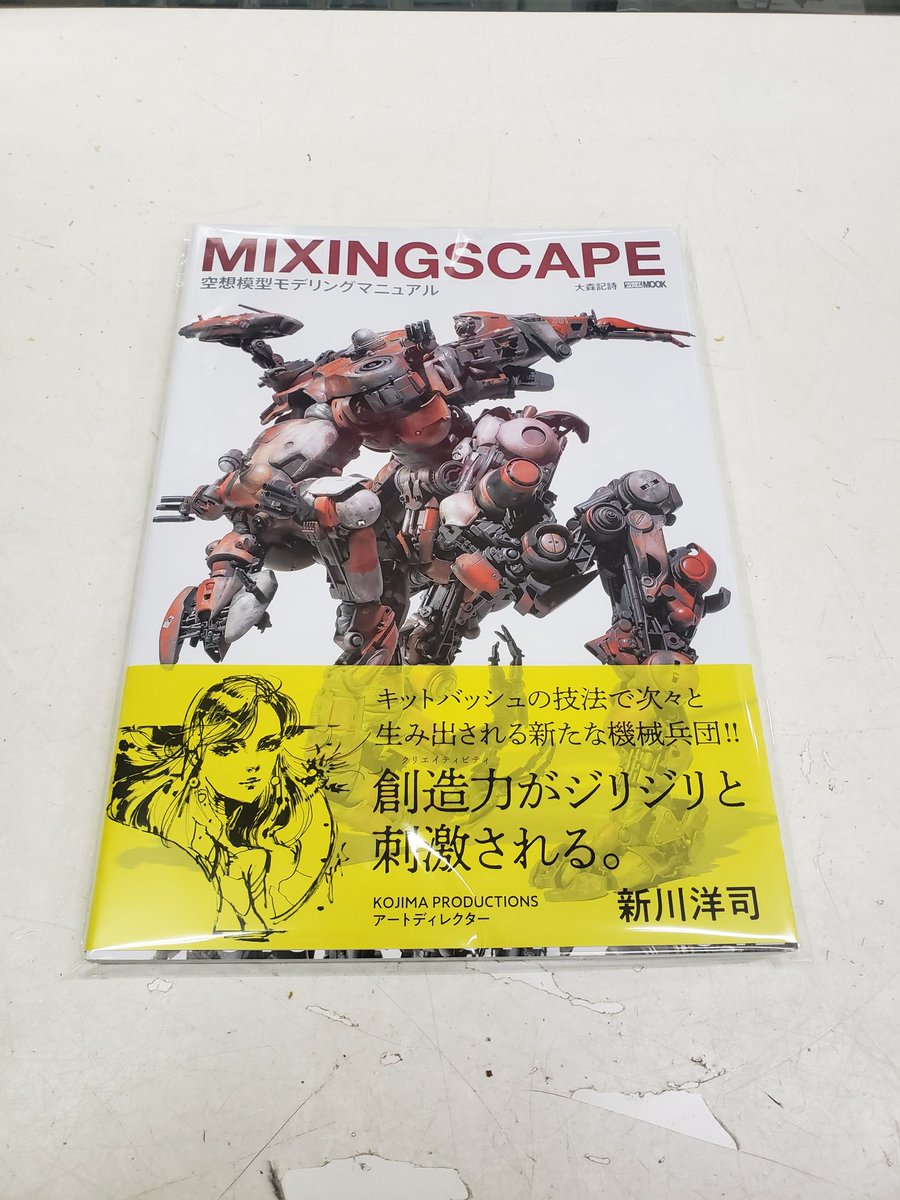 MIXINGSCAPE
空想模型モデリングマニュアル
大森記詩 MOOK
キットバッシュの技法で次々と
生み出される新たな機械兵団!!
クリエイティビティ
創造力がジリジリと
刺激される。
KOJIMA PRODUCTIONS
アートディレクター
新川洋司